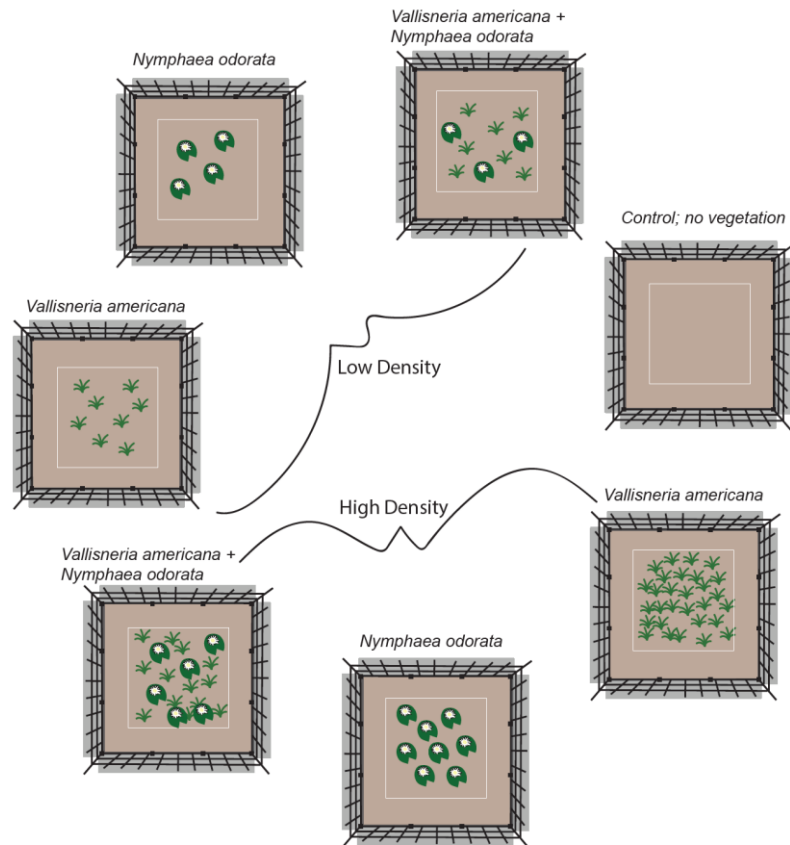 Vallisneria americana +
Nymphaea odorata
Nymphaea odorata
Control; no vegetation
Vallisneria americana
Low Density
High Density
Vallisneria americana
Vallisneria americana +
Nymphaea odorata
Nymphaea odorata